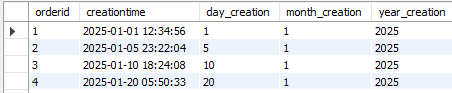 orderid creationtime day_creation month_creation year_creation
1 2025-01-01 12:34:56 1 1 2025
2 2025-01-05 23:22:04 5 1 2025
3 2025-01-10 18:24:08 10 1 2025
4 2025-01-20 05:50:33 20 1 2025